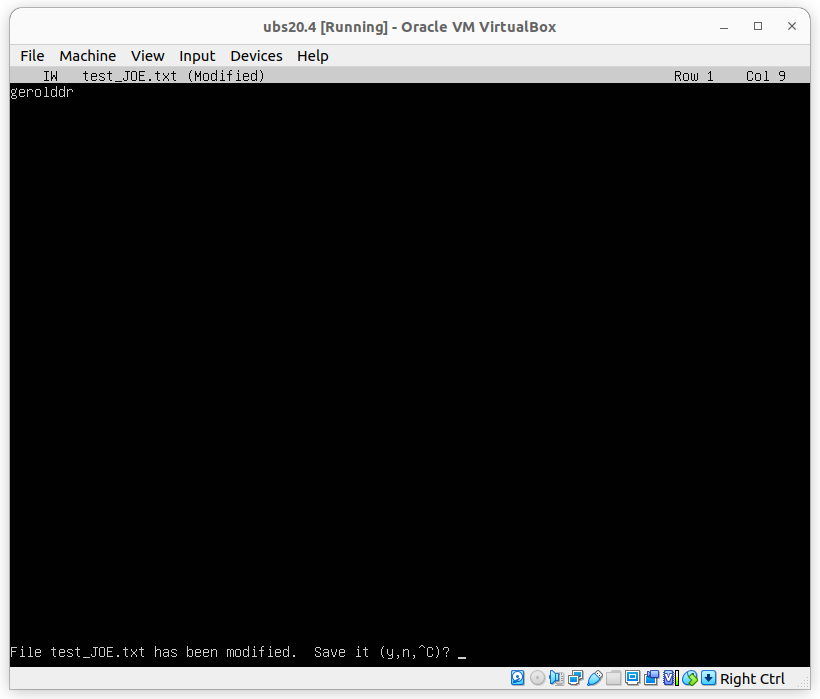 ubs20.4 [Running] - Oracle VM VirtualBox
File Machine View Input Devices Help
IW test_JOE.txt (Modified) Row 1 Col 9
gerolddr
File test_JOE.txt has been modified.  Save it (y,n,^C)? _
Right Ctrl